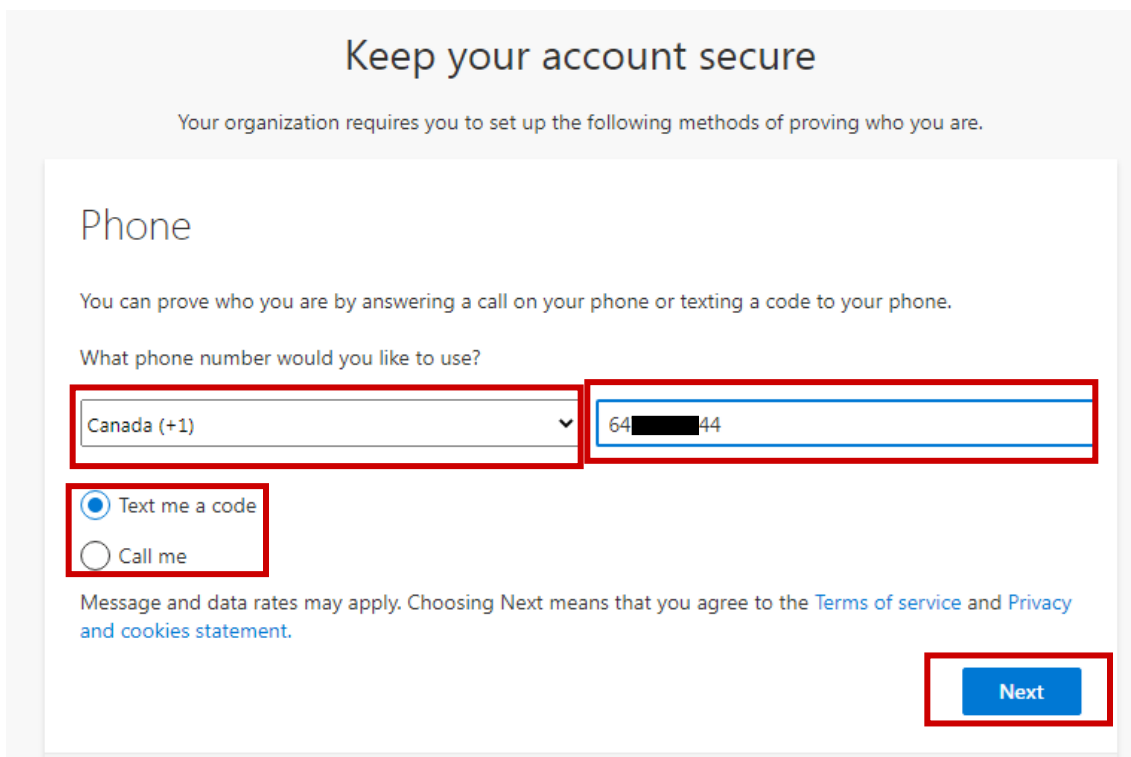 Keep your account secure
Your organization requires you to set up the following methods of proving who you are.
Phone
You can prove who you are by answering a call on your phone or texting a code to your phone.
What phone number would you like to use?
Canada (+1)
64 44
Text me a code
Call me
Message and data rates may apply. Choosing Next means that you agree to the Terms of service and Privacy
and cookies statement.
Next